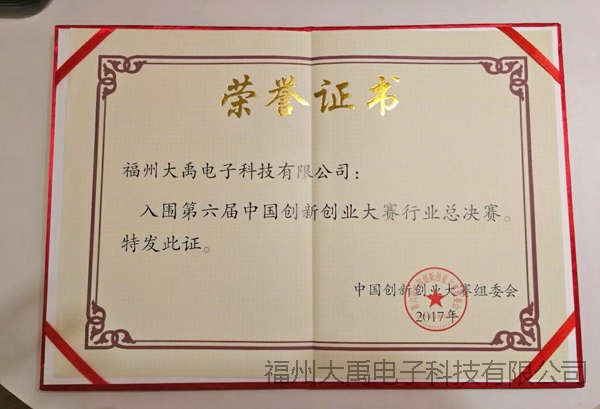 荣誉证书
福州大禹电子科技有限公司：
入围第六届中国创新创业大赛行业总决赛。
特发此证。
中国创新创业大赛组委会
2017年
福州大禹电子科技有限公司